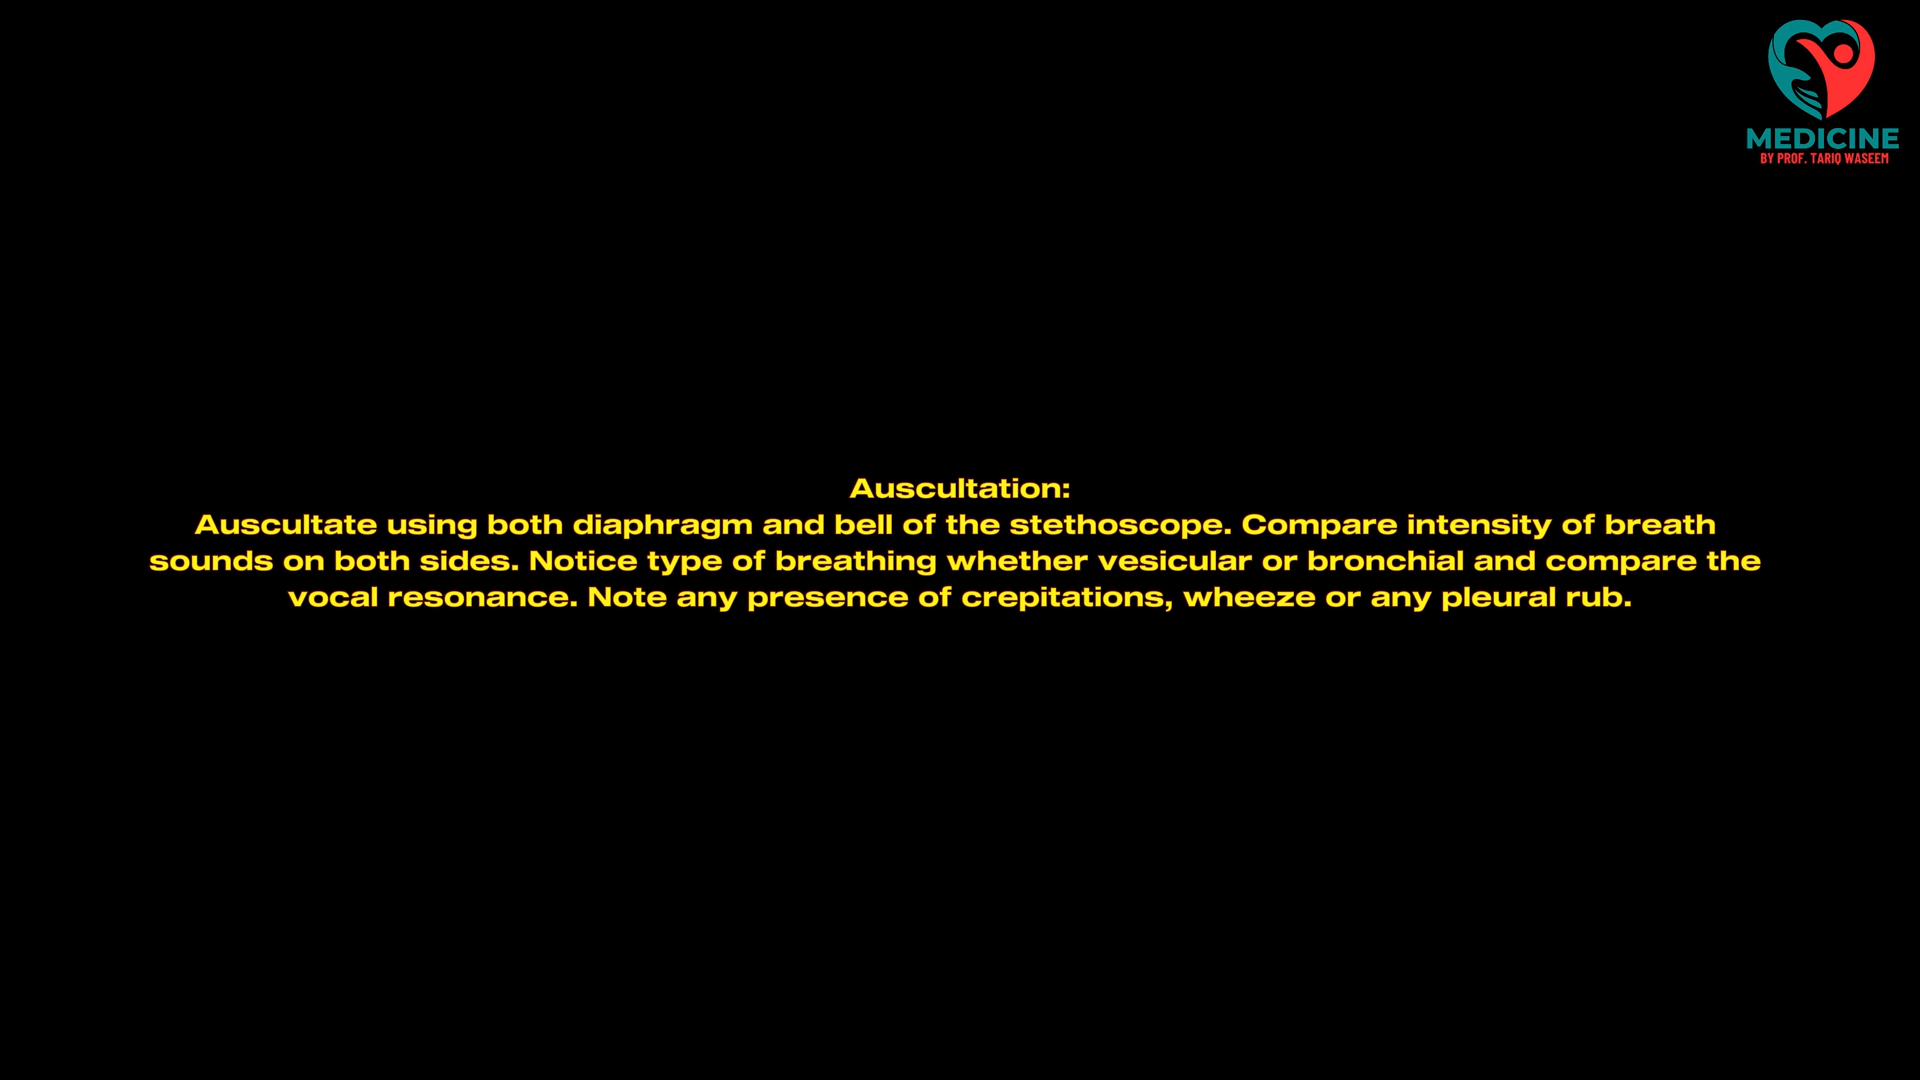 MEDICINE
BY PROF. TARIQ WASEEM
Auscultation:
Auscultate using both diaphragm and bell of the stethoscope. Compare intensity of breath
sounds on both sides. Notice type of breathing whether vesicular or bronchial and compare the
vocal resonance. Note any presence of crepitations, wheeze or any pleural rub.